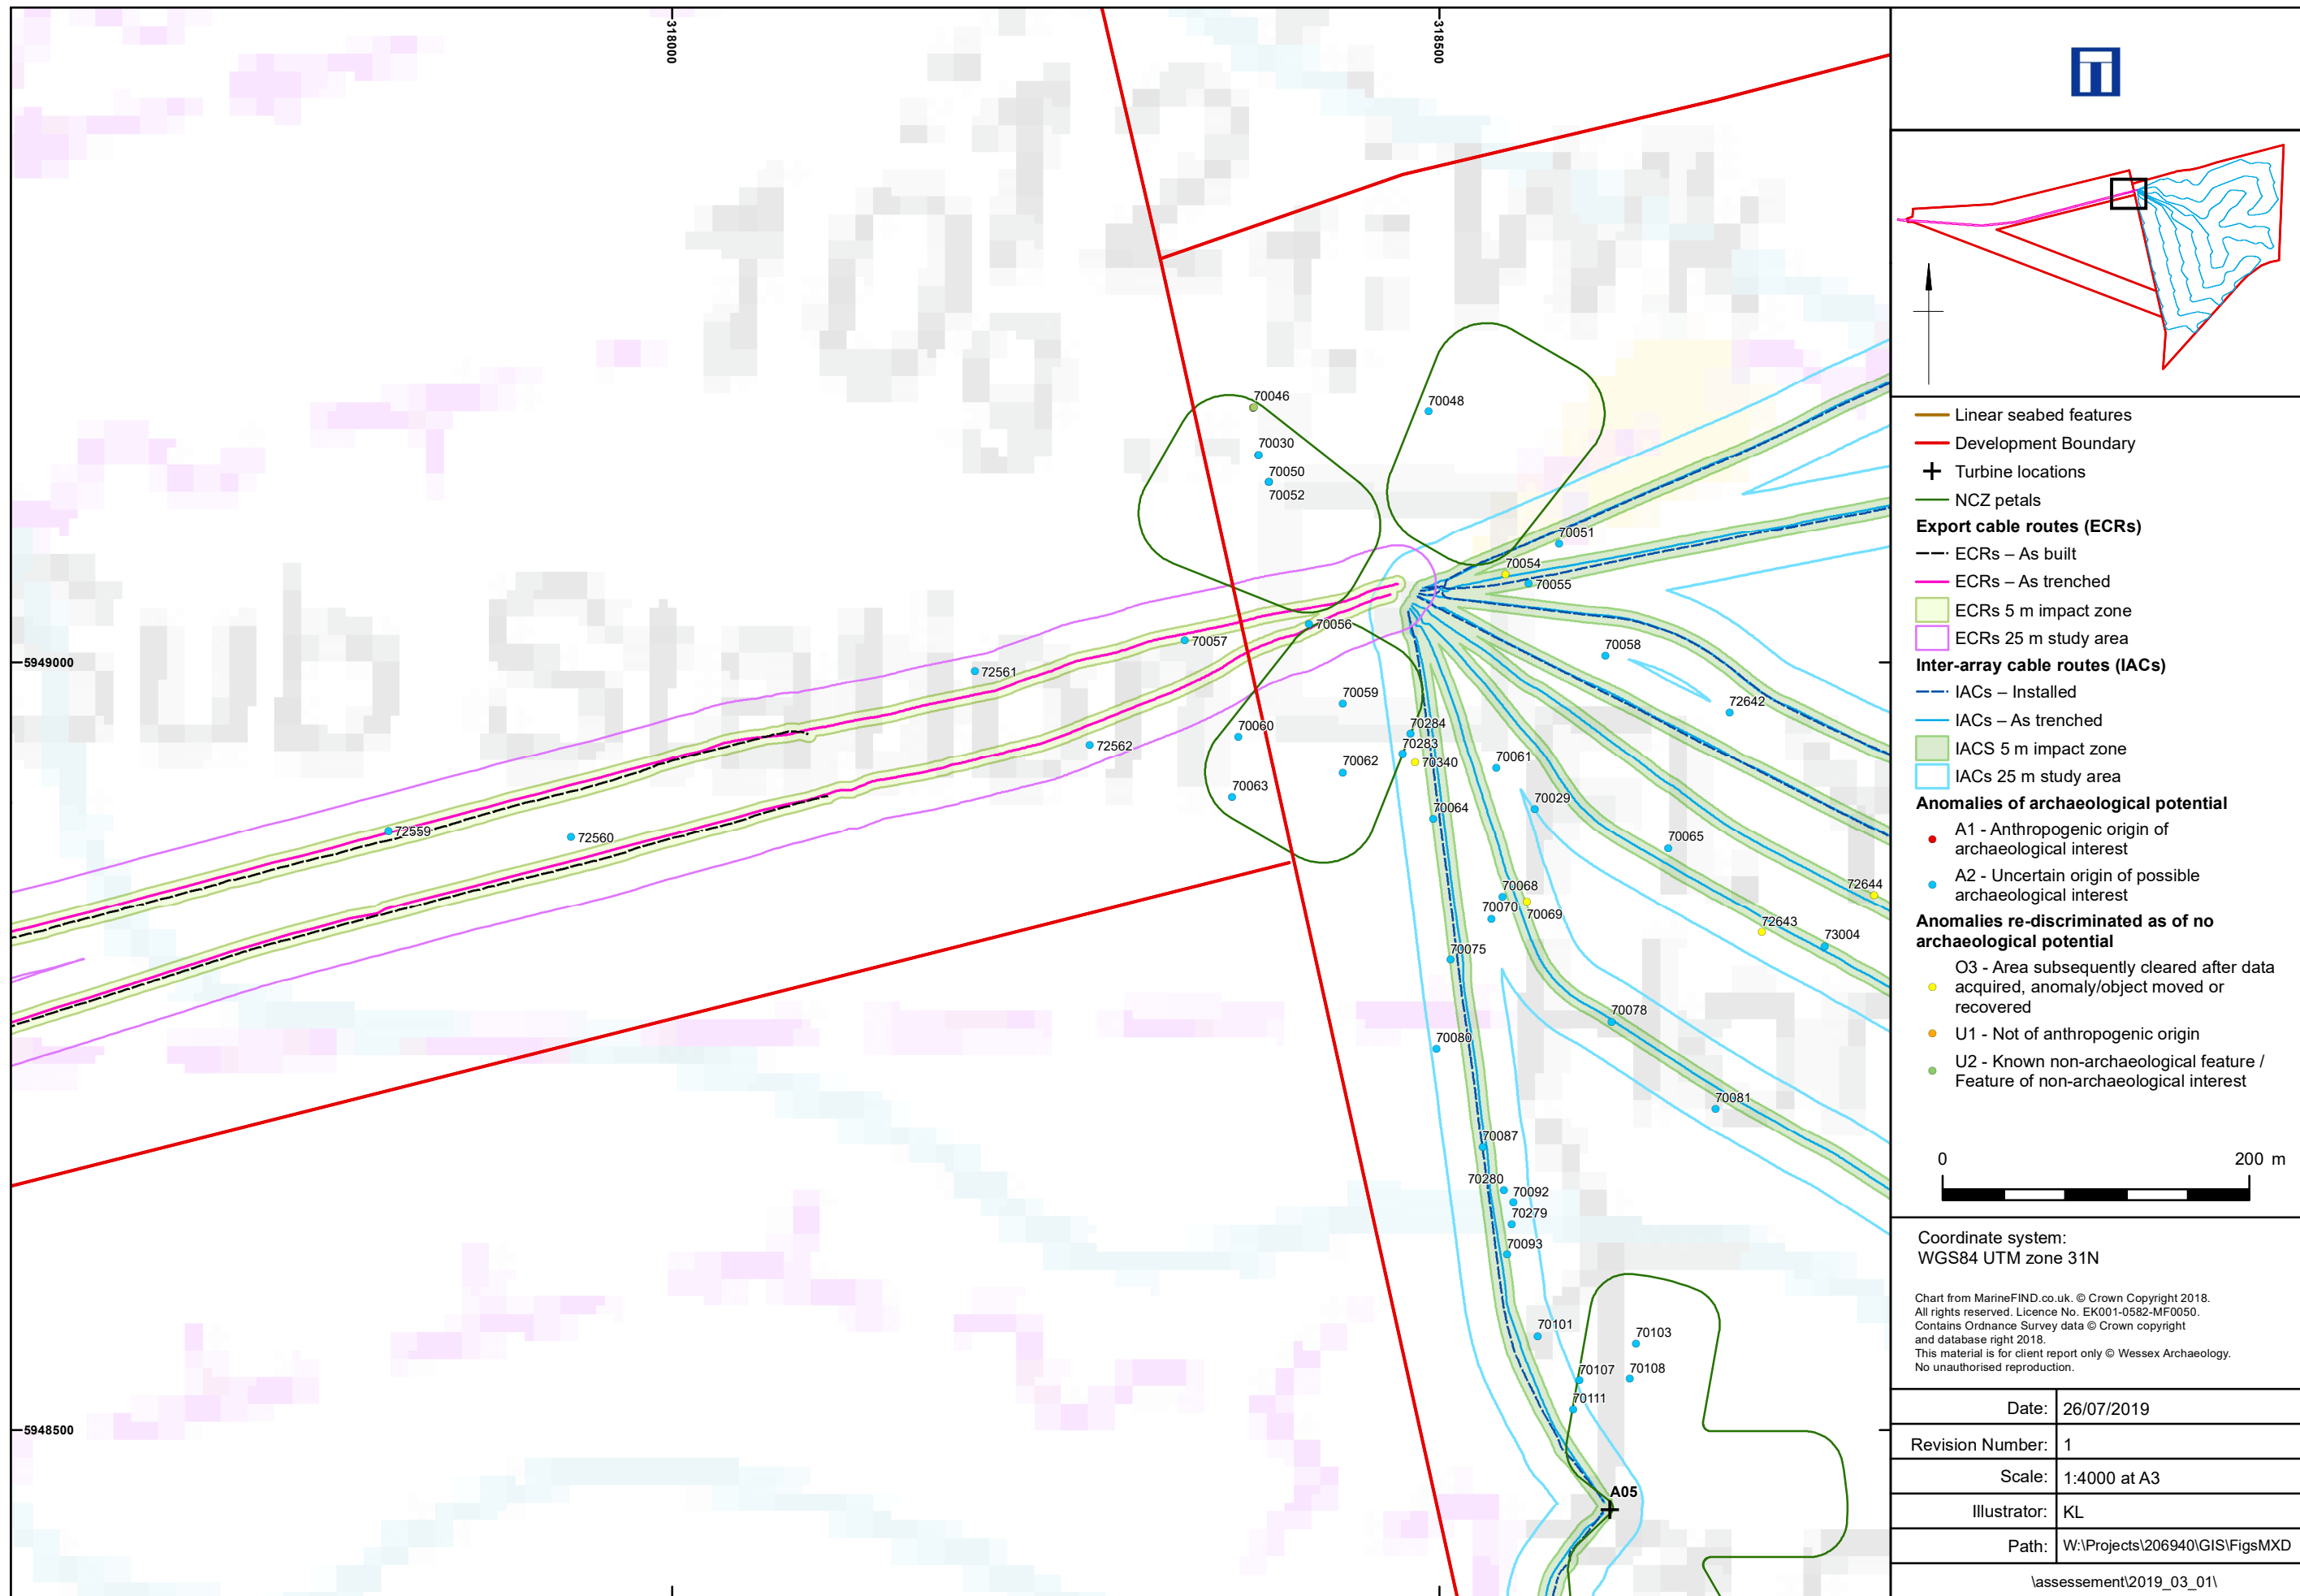 318000
318500
5949000
5948500
70046
70030
70050
70052
70048
70051
70054
70055
70056
70057
70058
72561
72642
70059
70060
70284
72562
70283
70340
70061
70062
70063
70029
70064
72559
72560
70065
72644
70068
70070
70069
72643
73004
70075
70078
70080
70081
70087
70280
70092
70279
70093
70101
70103
70107
70108
70111
A05
Sub Station
Linear seabed features
Development Boundary
Turbine locations
NCZ petals
Export cable routes (ECRs)
ECRs – As built
ECRs – As trenched
ECRs 5 m impact zone
ECRs 25 m study area
Inter-array cable routes (IACs)
IACs – Installed
IACs – As trenched
IACS 5 m impact zone
IACs 25 m study area
Anomalies of archaeological potential
A1 - Anthropogenic origin of
archaeological interest
A2 - Uncertain origin of possible
archaeological interest
Anomalies re-discriminated as of no
archaeological potential
O3 - Area subsequently cleared after data
acquired, anomaly/object moved or
recovered
U1 - Not of anthropogenic origin
U2 - Known non-archaeological feature /
Feature of non-archaeological interest
0 200 m
Coordinate system:
WGS84 UTM zone 31N
Chart from MarineFIND.co.uk. © Crown Copyright 2018.
All rights reserved. Licence No. EK001-0582-MF0050.
Contains Ordnance Survey data © Crown copyright
and database right 2018.
This material is for client report only © Wessex Archaeology.
No unauthorised reproduction.
Date: 26/07/2019
Revision Number: 1
Scale: 1:4000 at A3
Illustrator: KL
Path: W:\Projects\206940\GIS\FigsMXD
\assessement\2019_03_01\